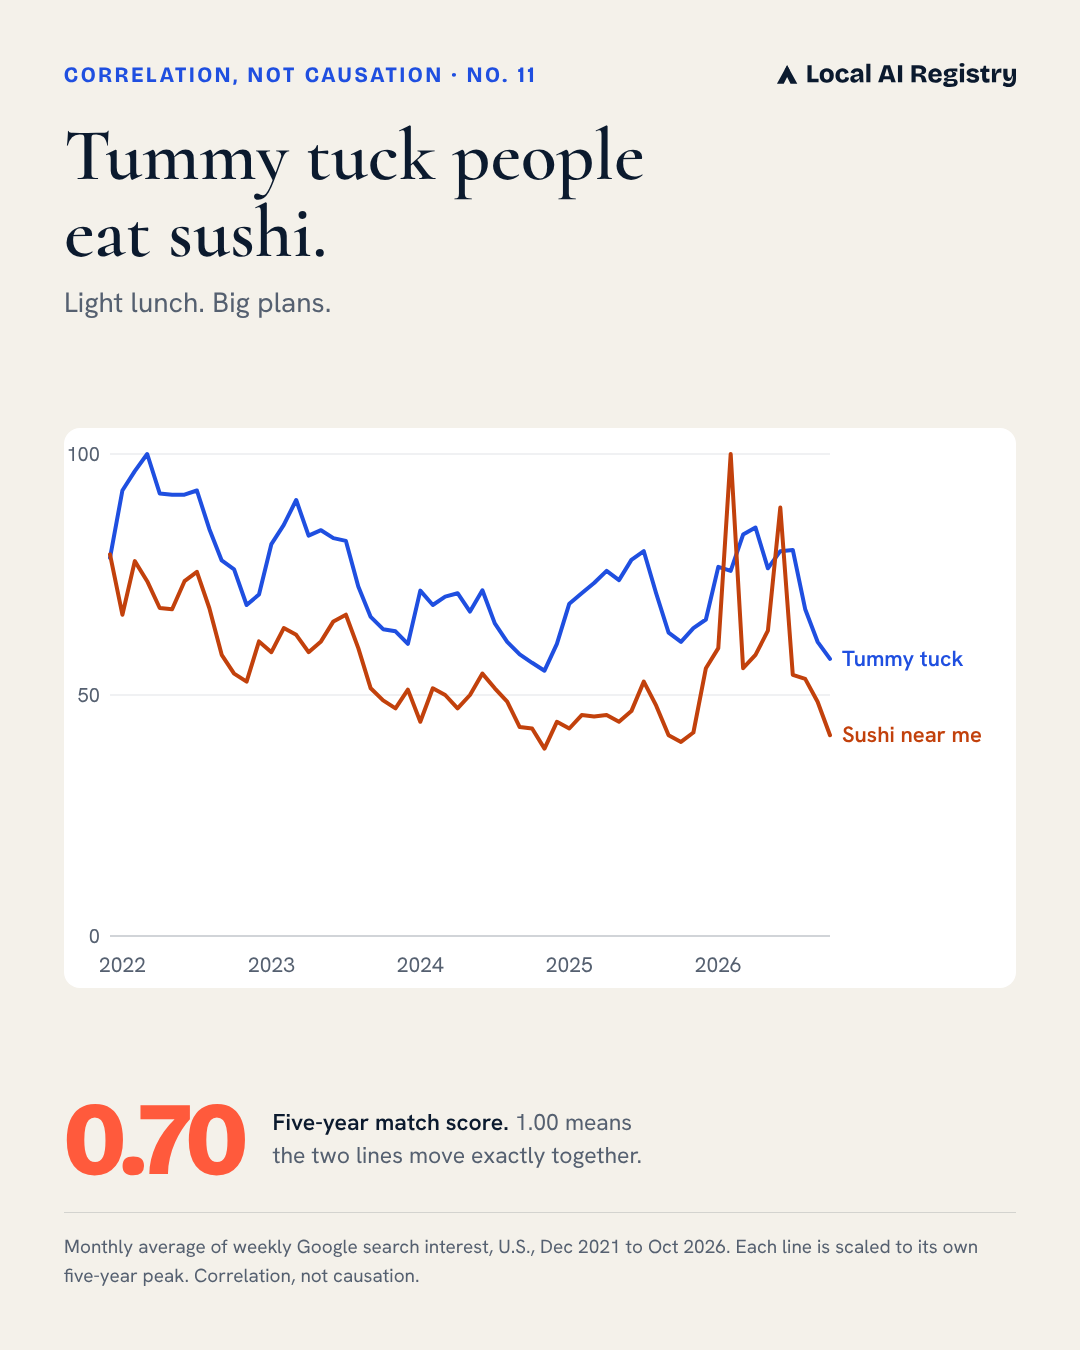 CORRELATION, NOT CAUSATION · NO. 11
Local AI Registry
Tummy tuck people
eat sushi.
Light lunch. Big plans.
100
50
0
Tummy tuck
Sushi near me
2022 2023 2024 2025 2026
0.70
Five-year match score. 1.00 means
the two lines move exactly together.
Monthly average of weekly Google search interest, U.S., Dec 2021 to Oct 2026. Each line is scaled to its own
five-year peak. Correlation, not causation.